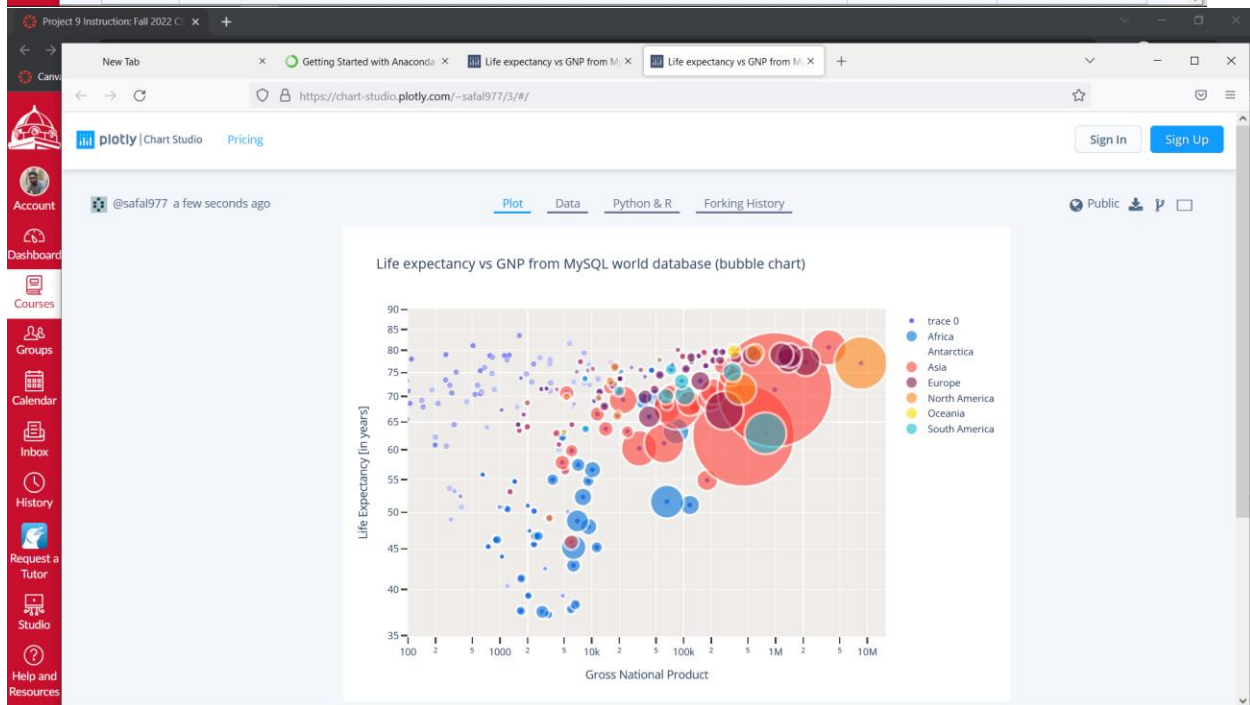 Project 9 Instruction: Fall 2022 C
New Tab
Getting Started with Anaconda
Life expectancy vs GNP from M
Life expectancy vs GNP from M
https://chart-studio.plotly.com/~safal977/3/#/
plotly | Chart Studio
Pricing
Sign In
Sign Up
Account
Dashboard
Courses
Groups
Calendar
Inbox
History
Request a
Tutor
Studio
Help and
Resources
@safal977 a few seconds ago
Plot
Data
Python & R
Forking History
Public
Life expectancy vs GNP from MySQL world database (bubble chart)
90
85
80
75
70
65
60
55
50
45
40
35
Life Expectancy [in years]
100 2 5 1000 2 5 10k 2 5 100k 2 5 1M 2 5 10M
Gross National Product
trace 0
Africa
Antarctica
Asia
Europe
North America
Oceania
South America